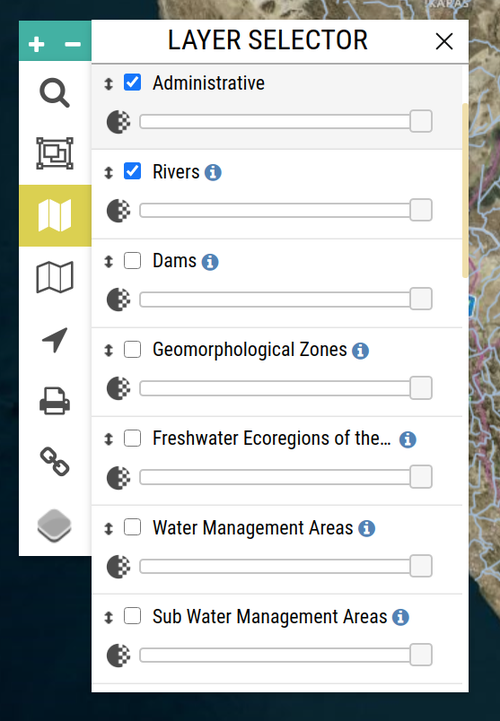 KARAS
LAYER SELECTOR
Administrative
Rivers
Dams
Geomorphological Zones
Freshwater Ecoregions of the...
Water Management Areas
Sub Water Management Areas